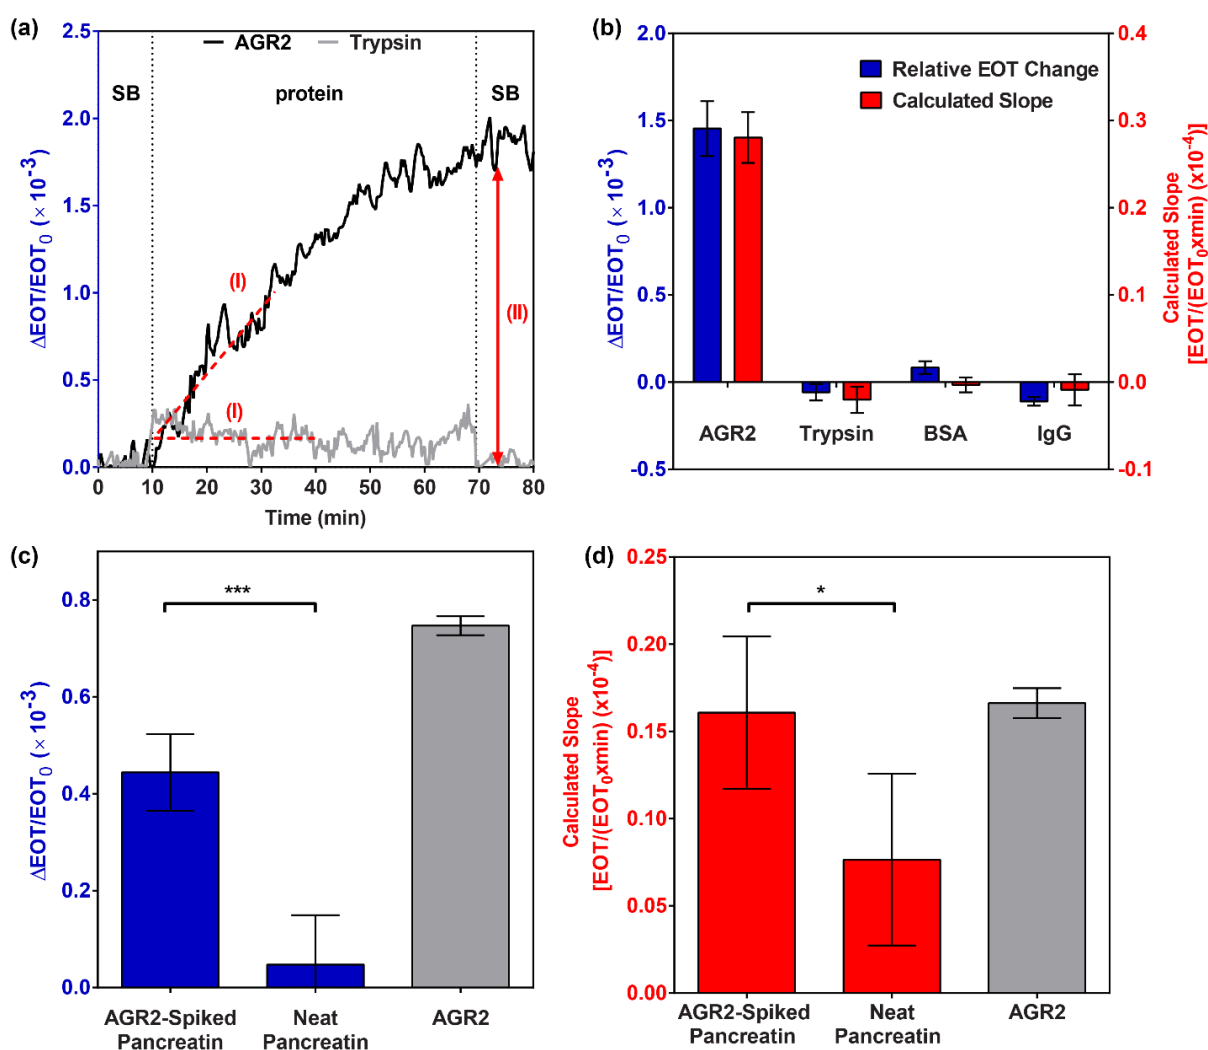 (a)
2.5
2.0
1.5
1.0
0.5
0.0
ΔEOT/EOT0 (×10-3)
AGR2 Trypsin
SB protein SB
(I)
(I)
(II)
0 10 20 30 40 50 60 70 80
Time (min)
(b)
2.0
1.5
1.0
0.5
0.0
-0.5
ΔEOT/EOT0 (×10-3)
Relative EOT Change
Calculated Slope
AGR2 Trypsin BSA IgG
0.4
0.3
0.2
0.1
0.0
-0.1
Calculated Slope
[EOT/(EOT0xmin) (x10-4)]
(c)
0.8
0.6
0.4
0.2
0.0
ΔEOT/EOT0 (×10-3)
***
AGR2-Spiked
Pancreatin
Neat
Pancreatin
AGR2
(d)
0.25
0.20
0.15
0.10
0.05
0.00
Calculated Slope
[EOT/(EOT0xmin) (x10-4)]
*
AGR2-Spiked
Pancreatin
Neat
Pancreatin
AGR2